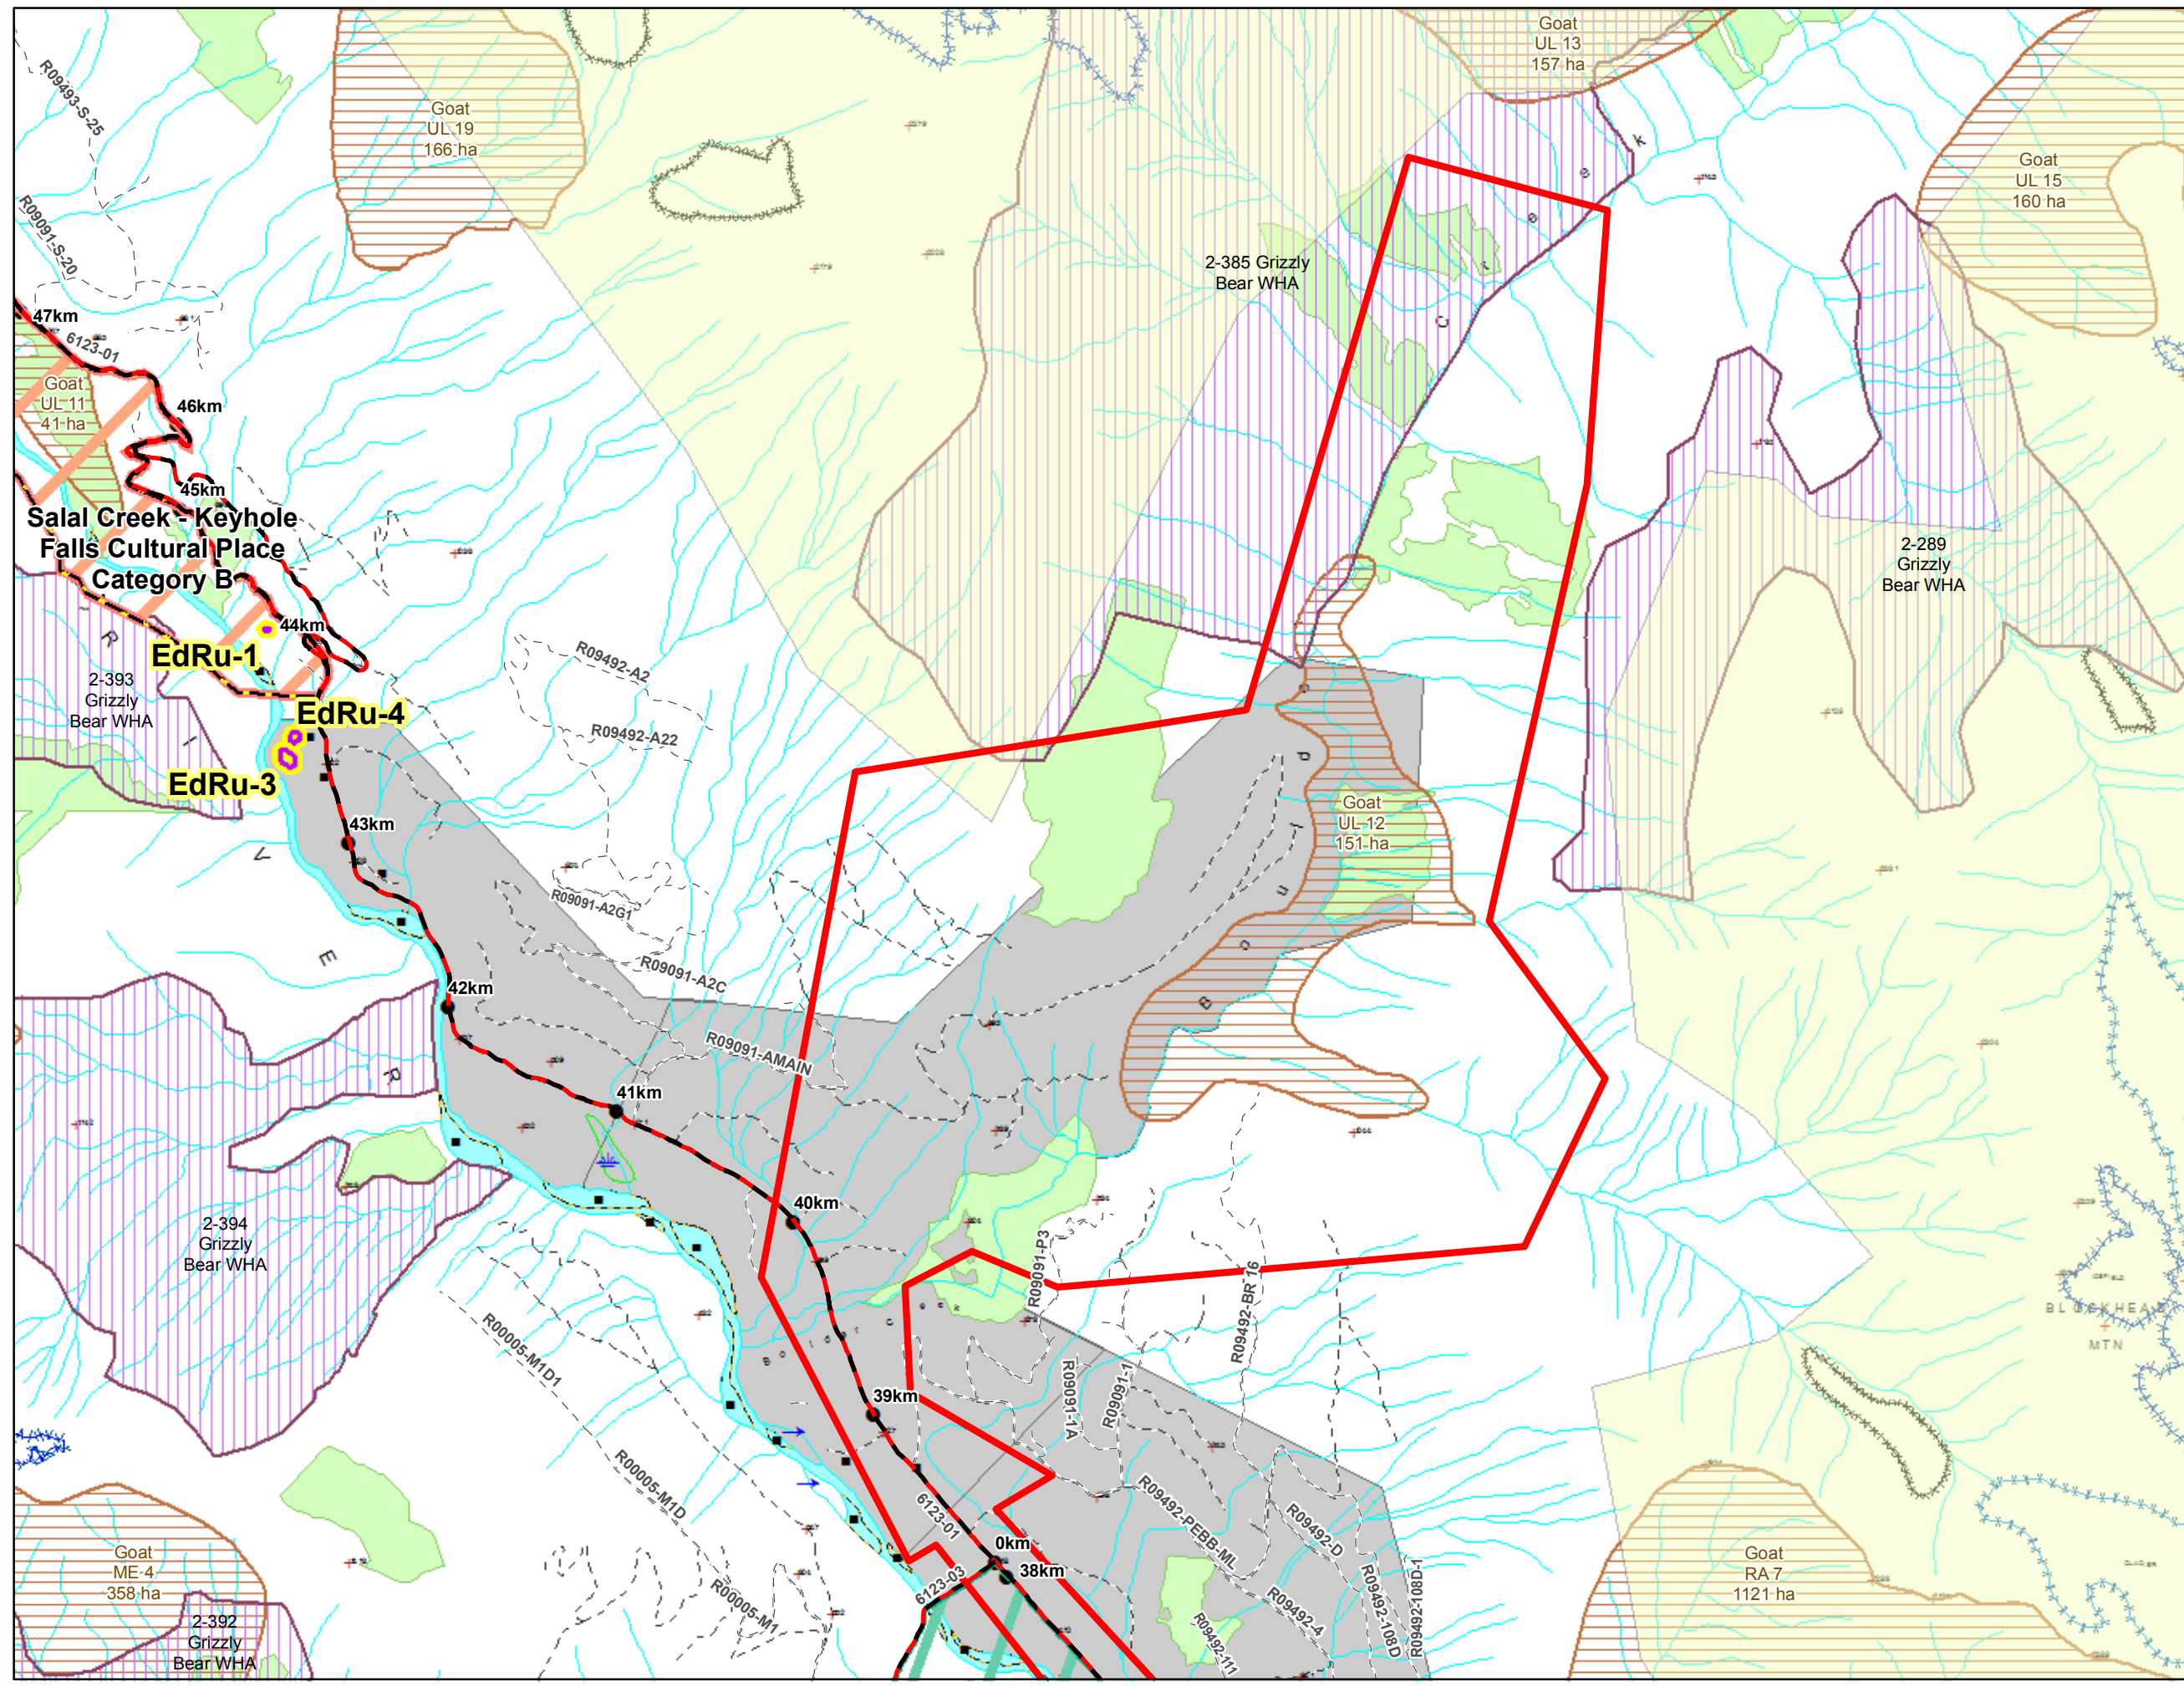 Goat
UL 13
157 ha
R09493-S-25
Goat
UL 19
166 ha
Goat
UL 15
160 ha
R09091-S-20
C r e e k
2-385 Grizzly
Bear WHA
47km
6123-01
Goat
UL 11
41 ha
46km
45km
Salal Creek - Keyhole
Falls Cultural Place
Category B
2-289
Grizzly
Bear WHA
44km
EdRu-1
R09492-A2
2-393
Grizzly
Bear WHA
EdRu-4
R09492-A22
EdRu-3
R I V E R
Goat
UL 12
151 ha
43km
R09091-A2G1
R09091-A2C
42km
B o u l d e
R09091-AMAIN
41km
40km
2-394
Grizzly
Bear WHA
R09091-P3
R09492-BR 16
BLOCKHEAD
MTN
R00005-M1D1
R09091-1A
R09091-1
39km
R00005-M1D
6123-01
R09492-PEBB-ML
R09492-D
0km
38km
Goat
ME-4
358 ha
Goat
RA 7
1121 ha
6123-03
R00005-M1
R09492-4
R09492-108D
R09492-108D-1
R09492-111
2-392
Grizzly
Bear WHA